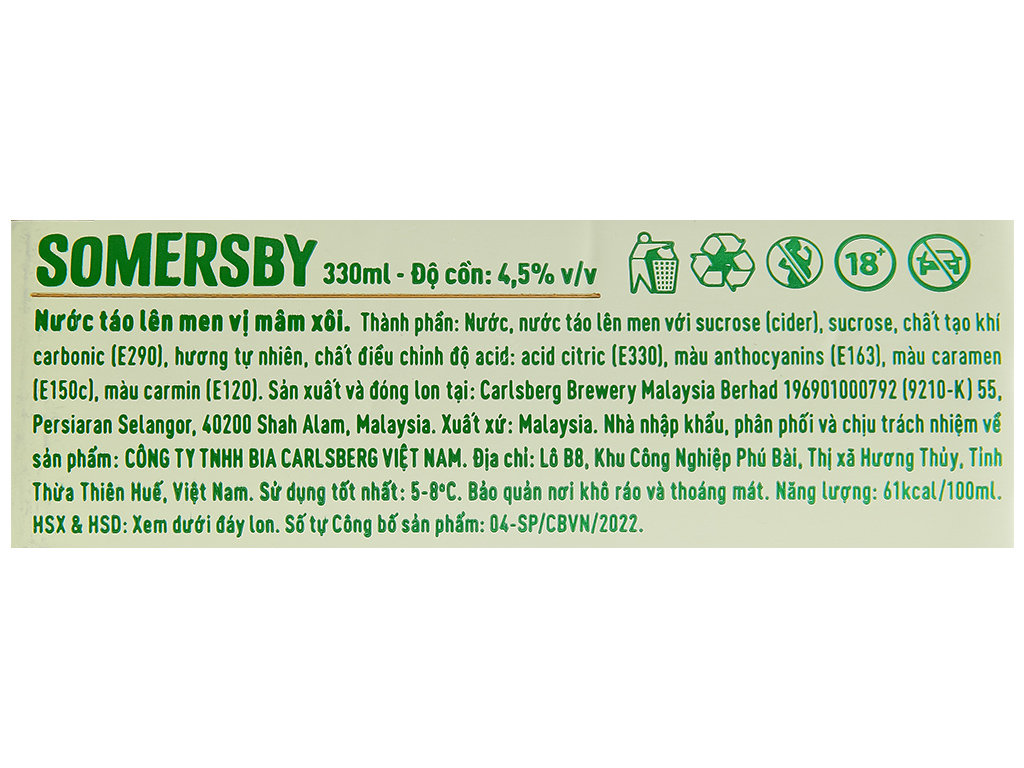 SOMERSBY 330ml - Độ cồn: 4,5% v/v
18+
Nước táo lên men vị mâm xôi. Thành phần: Nước, nước táo lên men với sucrose (cider), sucrose, chất tạo khí
carbonic (E290), hương tự nhiên, chất điều chỉnh độ acid: acid citric (E330), màu anthocyanins (E163), màu caramen
(E150c), màu carmin (E120). Sản xuất và đóng lon tại: Carlsberg Brewery Malaysia Berhad 196901000792 (9210-K) 55,
Persiaran Selangor, 40200 Shah Alam, Malaysia. Xuất xứ: Malaysia. Nhà nhập khẩu, phân phối và chịu trách nhiệm về
sản phẩm: CÔNG TY TNHH BIA CARLSBERG VIỆT NAM. Địa chỉ: Lô B8, Khu Công Nghiệp Phú Bài, Thị xã Hương Thủy, Tỉnh
Thừa Thiên Huế, Việt Nam. Sử dụng tốt nhất: 5-8°C. Bảo quản nơi khô ráo và thoáng mát. Năng lượng: 61kcal/100ml.
HSX & HSD: Xem dưới đáy lon. Số tự Công bố sản phẩm: 04-SP/CBVN/2022.